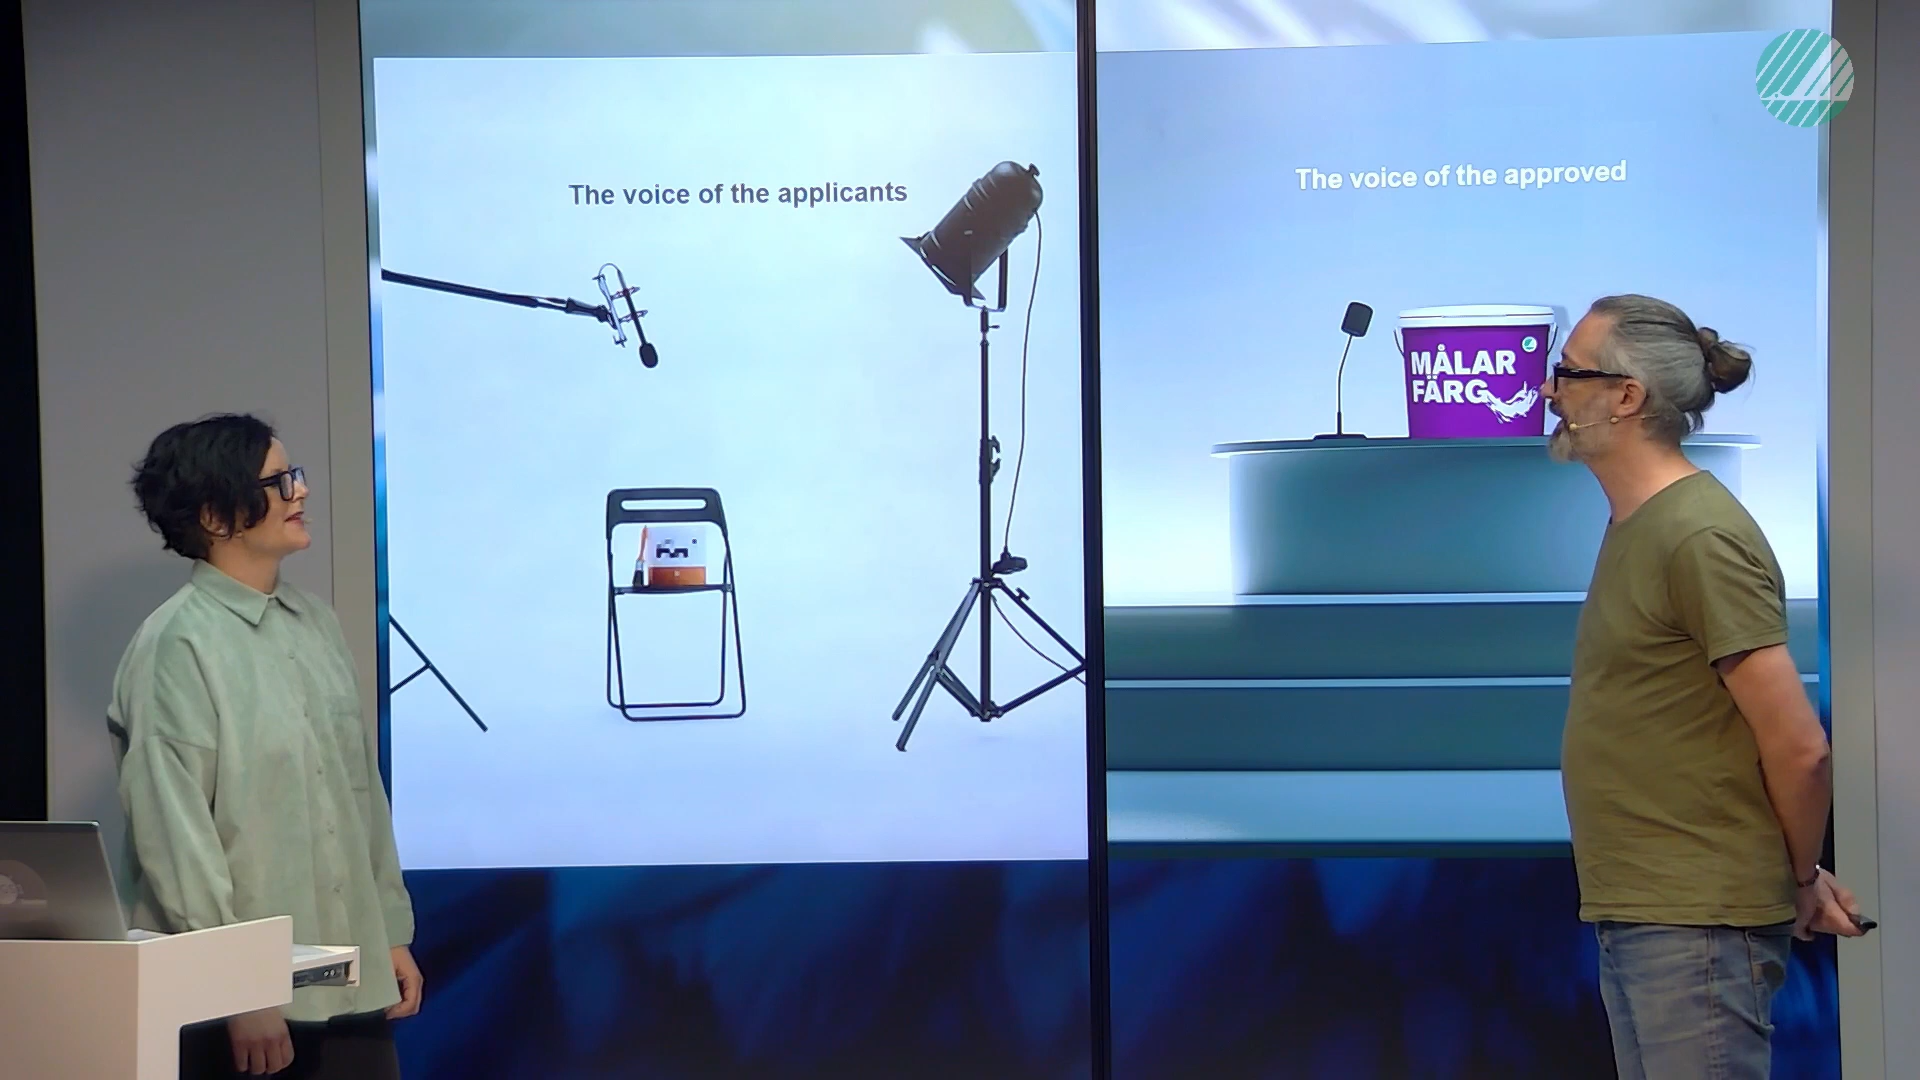 The voice of the applicants
The voice of the approved
MÅLAR
FÄRG